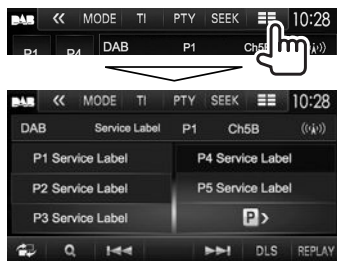 DAB MODE TI PTY SEEK 10:28
P1 P4 DAB P1 Ch5B
DAB MODE TI PTY SEEK 10:28
DAB Service Label P1 Ch5B
P1 Service Label P4 Service Label
P2 Service Label P5 Service Label
P3 Service Label P
DLS REPLAY